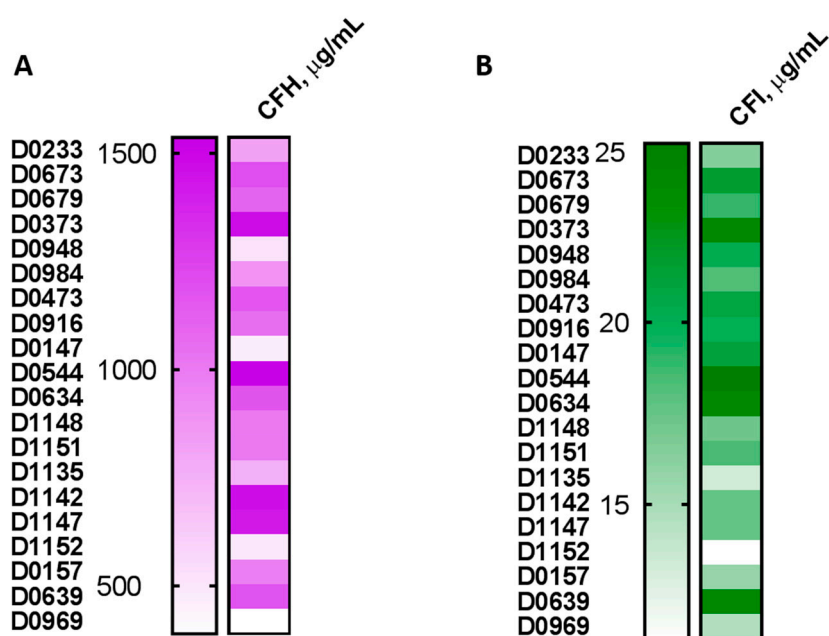 A
CFH, µg/mL
D0233
D0673
D0679
D0373
D0948
D0984
D0473
D0916
D0147
D0544
D0634
D1148
D1151
D1135
D1142
D1147
D1152
D0157
D0639
D0969
1500
1000
500
B
CFI, µg/mL
D0233
D0673
D0679
D0373
D0948
D0984
D0473
D0916
D0147
D0544
D0634
D1148
D1151
D1135
D1142
D1147
D1152
D0157
D0639
D0969
25
20
15